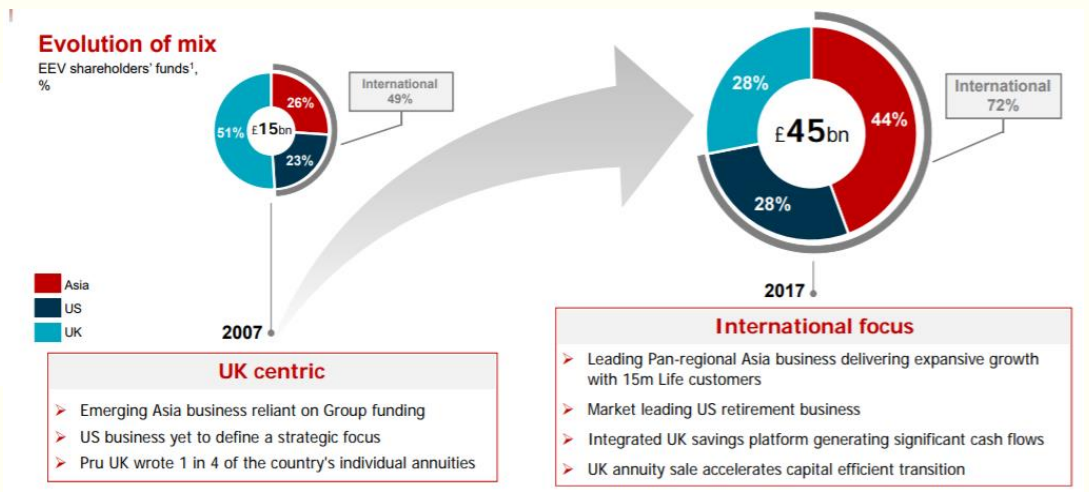 Evolution of mix
EEV shareholders' funds¹,
%
International
49%
26%
51%
£15bn
23%
International
72%
28%
44%
£45bn
28%
Asia
US
UK
2007
2017
UK centric
➢ Emerging Asia business reliant on Group funding
➢ US business yet to define a strategic focus
➢ Pru UK wrote 1 in 4 of the country's individual annuities
International focus
➢ Leading Pan-regional Asia business delivering expansive growth
with 15m Life customers
➢ Market leading US retirement business
➢ Integrated UK savings platform generating significant cash flows
➢ UK annuity sale accelerates capital efficient transition